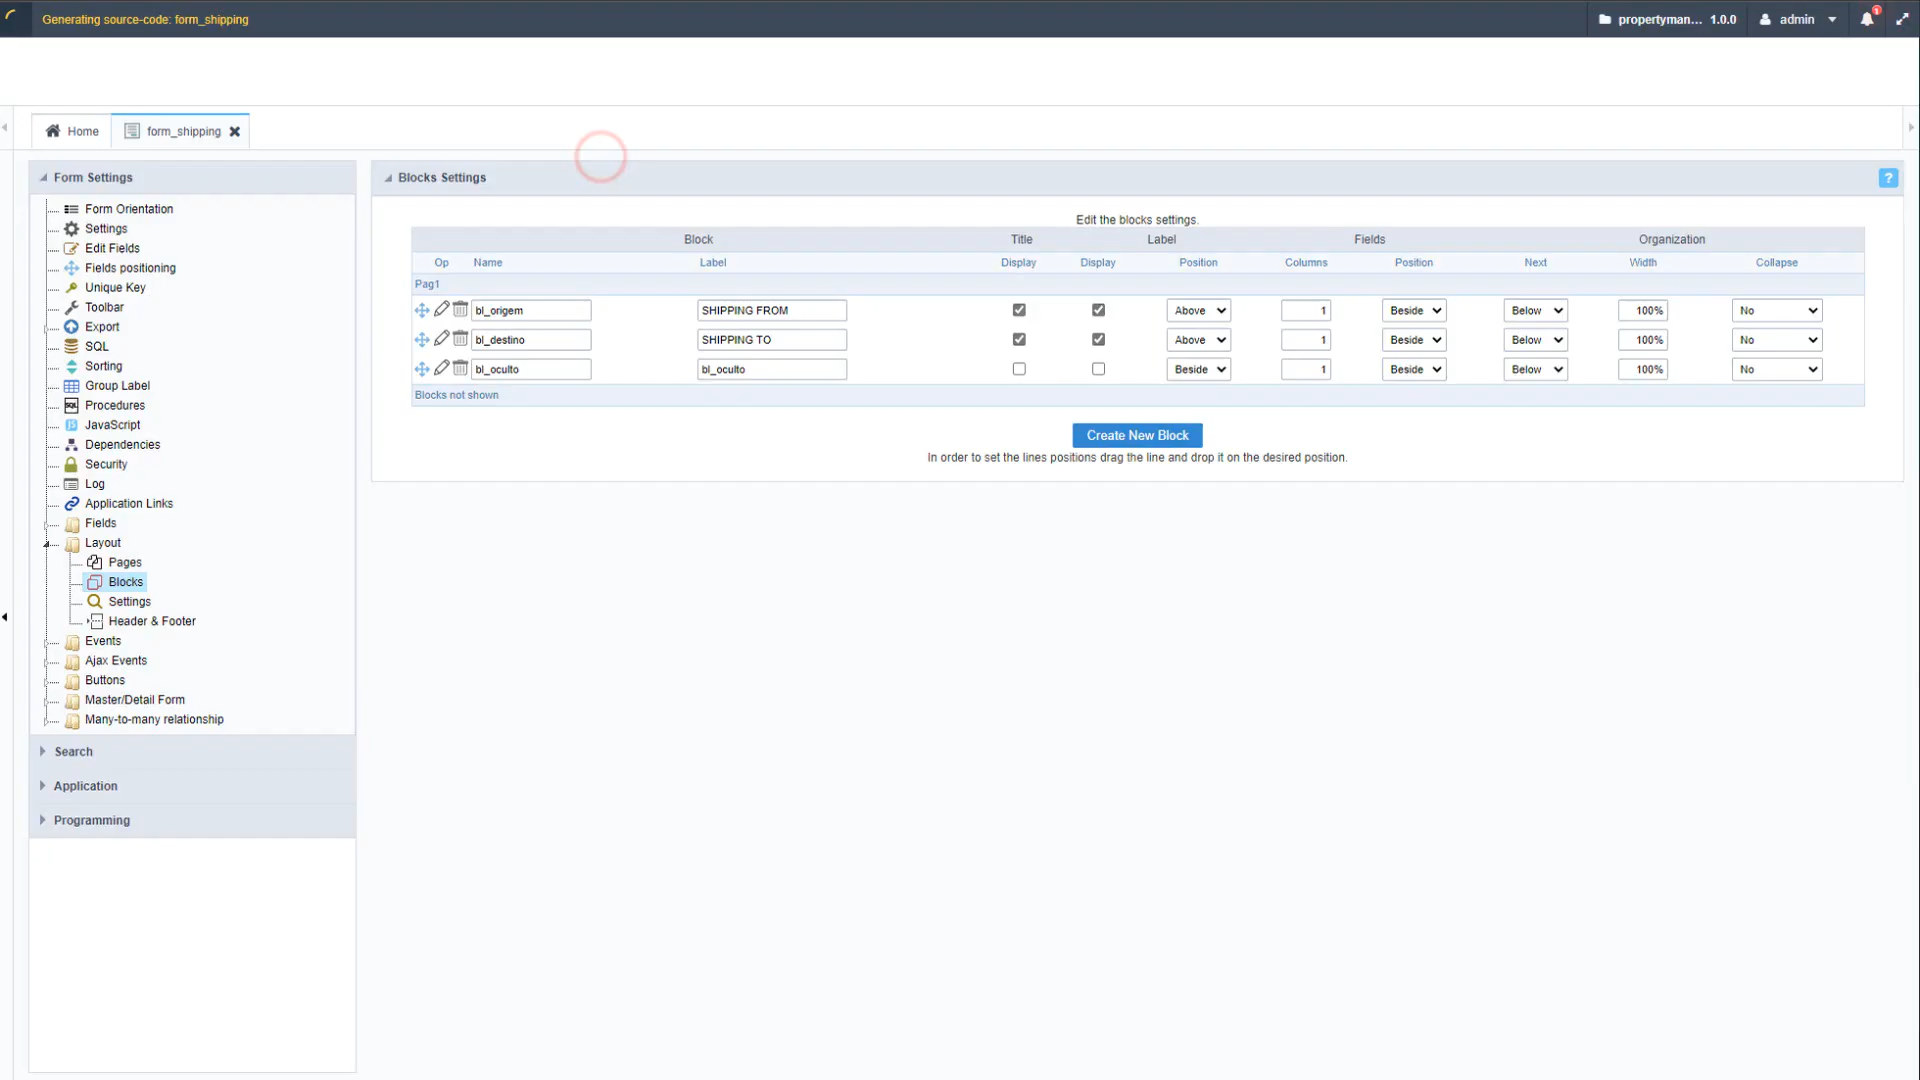 Generating source-code: form_shipping
propertyman... 1.0.0
admin
1
Home
form_shipping
Form Settings
Form Orientation
Settings
Edit Fields
Fields positioning
Unique Key
Toolbar
Export
SQL
Sorting
Group Label
Procedures
JavaScript
Dependencies
Security
Log
Application Links
Fields
Layout
Pages
Blocks
Settings
Header & Footer
Events
Ajax Events
Buttons
Master/Detail Form
Many-to-many relationship
Search
Application
Programming
Blocks Settings
?
Edit the blocks settings.
Block Title Label Fields Organization
Op Name Label Display Display Position Columns Position Next Width Collapse
Pag1
bl_origem SHIPPING FROM Above 1 Beside Below 100% No
bl_destino SHIPPING TO Above 1 Beside Below 100% No
bl_oculto bl_oculto Beside 1 Beside Below 100% No
Blocks not shown
Create New Block
In order to set the lines positions drag the line and drop it on the desired position.